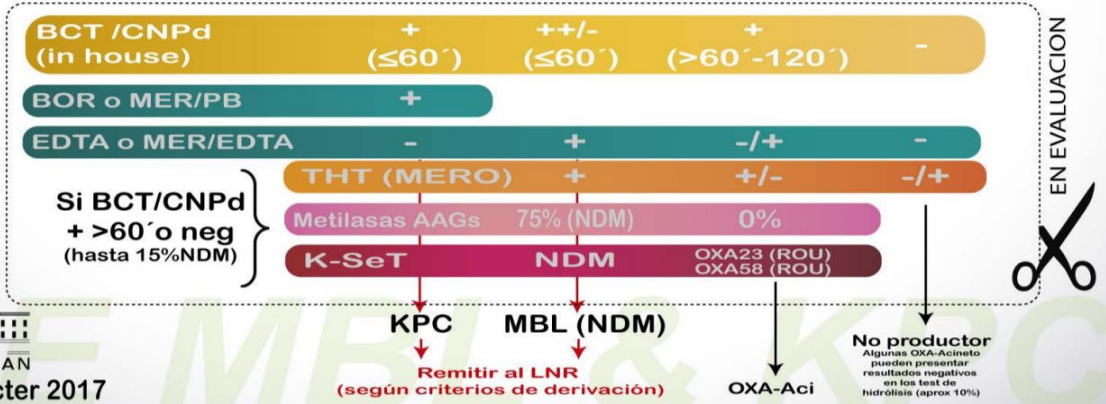 BCT /CNPd + ++/- + -
(in house) (≤60´) (≤60´) (>60´-120´)
BOR o MER/PB +
EDTA o MER/EDTA - + -/+ -
THT (MERO) + +/- -/+
Si BCT/CNPd
+ >60´o neg
(hasta 15%NDM)
Metilasas AAGs 75% (NDM) 0%
K-SeT NDM OXA23 (ROU)
OXA58 (ROU)
EN EVALUACION
KPC MBL (NDM)
Remitir al LNR
(según criterios de derivación)
OXA-Aci
No productor
Algunas OXA-Acineto
pueden presentar
resultados negativos
en los test de
hidrólisis (aprox 10%)
F MBL & KPC
AN
cter 2017